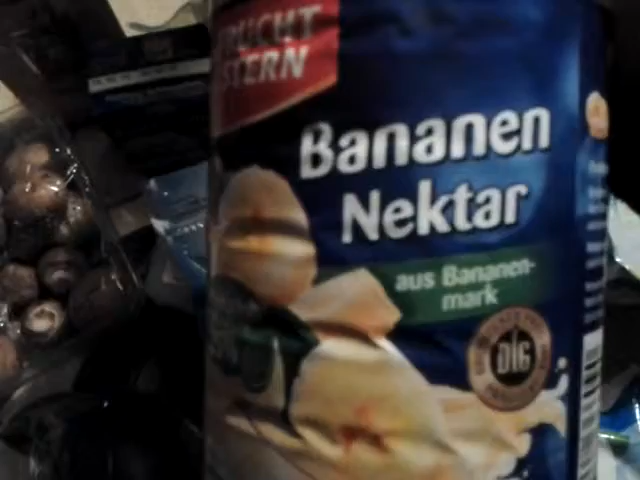 FRUCHT
STERN
Bananen
Nektar
aus Bananen-
mark
DLG